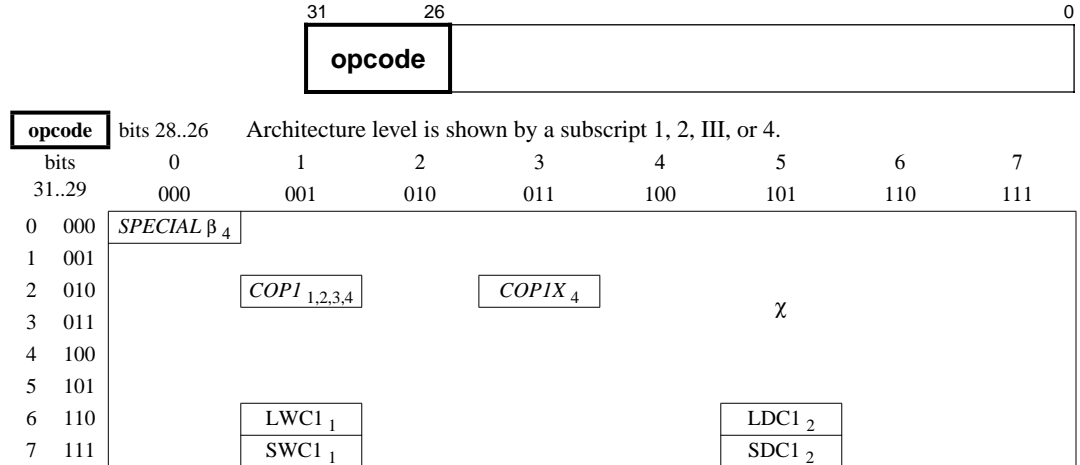 31 26 0
opcode
opcode bits 28..26 Architecture level is shown by a subscript 1, 2, III, or 4.
bits 0 1 2 3 4 5 6 7
31..29 000 001 010 011 100 101 110 111
0 000 SPECIAL β 4
1 001
2 010 COP1 1,2,3,4 COP1X 4
χ
3 011
4 100
5 101
6 110 LWC1 1 LDC1 2
7 111 SWC1 1 SDC1 2